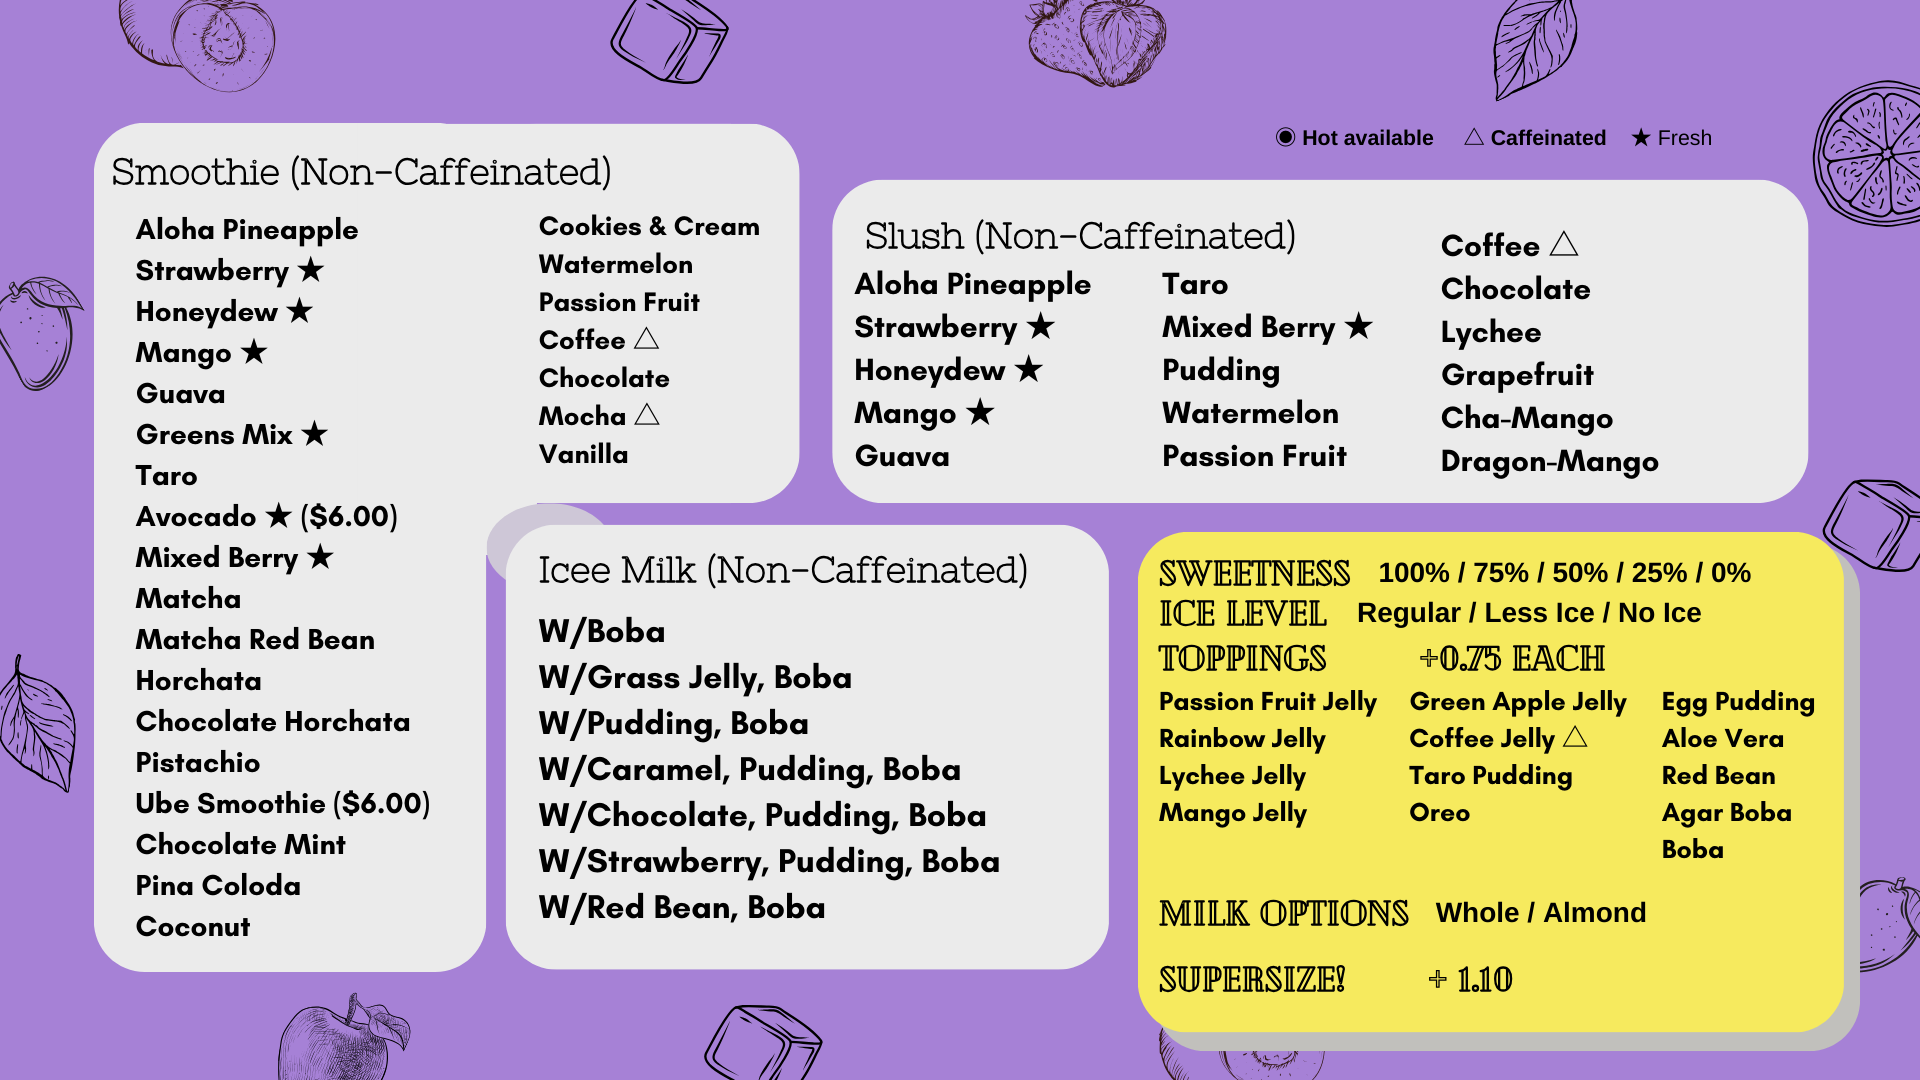 ◉ Hot available △ Caffeinated ★ Fresh
Smoothie (Non-Caffeinated)
Aloha Pineapple
Strawberry ★
Honeydew ★
Mango ★
Guava
Greens Mix ★
Taro
Avocado ★ ($6.00)
Mixed Berry ★
Matcha
Matcha Red Bean
Horchata
Chocolate Horchata
Pistachio
Ube Smoothie ($6.00)
Chocolate Mint
Pina Coloda
Coconut
Cookies & Cream
Watermelon
Passion Fruit
Coffee △
Chocolate
Mocha △
Vanilla
Slush (Non-Caffeinated)
Aloha Pineapple
Strawberry ★
Honeydew ★
Mango ★
Guava
Taro
Mixed Berry ★
Pudding
Watermelon
Passion Fruit
Coffee △
Chocolate
Lychee
Grapefruit
Cha-Mango
Dragon-Mango
Icee Milk (Non-Caffeinated)
W/Boba
W/Grass Jelly, Boba
W/Pudding, Boba
W/Caramel, Pudding, Boba
W/Chocolate, Pudding, Boba
W/Strawberry, Pudding, Boba
W/Red Bean, Boba
SWEETNESS 100% / 75% / 50% / 25% / 0%
ICE LEVEL Regular / Less Ice / No Ice
TOPPINGS +0.75 EACH
Passion Fruit Jelly
Rainbow Jelly
Lychee Jelly
Mango Jelly
Green Apple Jelly
Coffee Jelly △
Taro Pudding
Oreo
Egg Pudding
Aloe Vera
Red Bean
Agar Boba
Boba
MILK OPTIONS Whole / Almond
SUPERSIZE! + 1.10